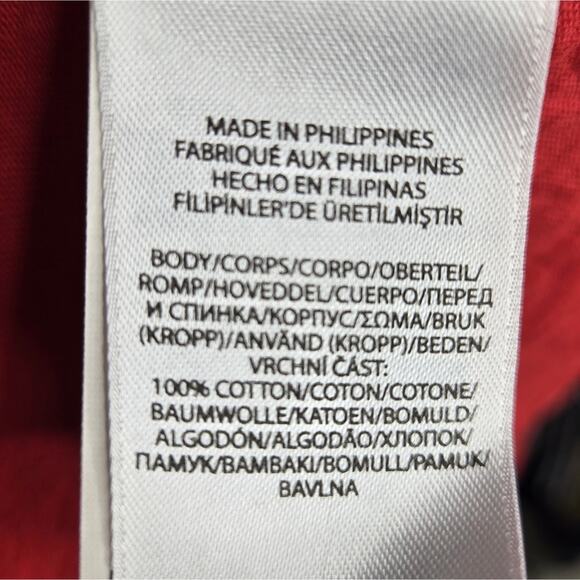 MADE IN PHILIPPINES
FABRIQUÉ AUX PHILIPPINES
HECHO EN FILIPINAS
FİLİPİNLER'DE ÜRETİLMİŞTİR
BODY/CORPS/CORPO/OBERTEIL/
ROMP/HOVEDDEL/CUERPO/ПЕРЕД
И СПИНКА/КОРПУС/ΣΩΜΑ/BRUK
(KROPP)/ANVÄND (KROPP)/BEDEN/
VRCHNÍ ČÁST:
100% COTTON/COTON/COTONE/
BAUMWOLLE/KATOEN/BOMULD/
ALGODÓN/ALGODÃO/ХЛОПОК/
ПАМУК/ΒΑΜΒΑΚΙ/BOMULL/PAMUK/
BAVLNA